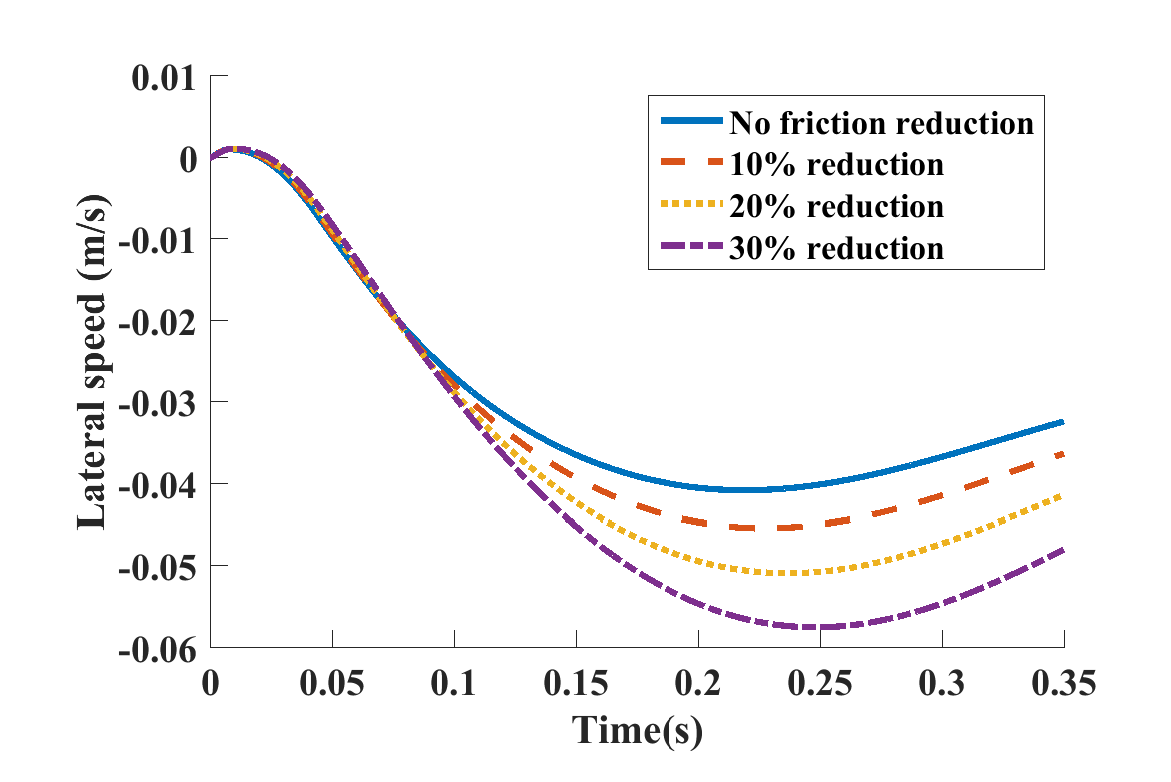 0.01
0
-0.01
-0.02
-0.03
-0.04
-0.05
-0.06
Lateral speed (m/s)
No friction reduction
10% reduction
20% reduction
30% reduction
0 0.05 0.1 0.15 0.2 0.25 0.3 0.35
Time(s)